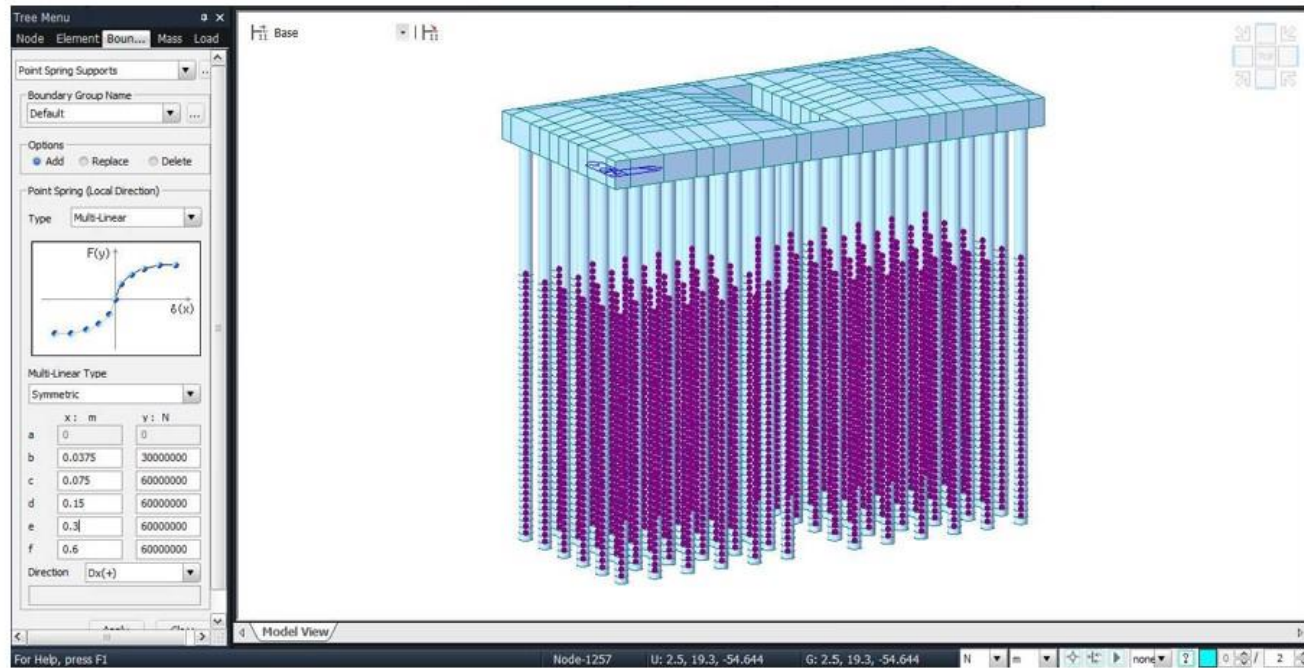 Tree Menu
Node Element Boun... Mass Load
Point Spring Supports
...
Boundary Group Name
Default
...
Options
Add Replace Delete
Point Spring (Local Direction)
Type Multi-Linear
F(y)
δ(x)
Multi-Linear Type
Symmetric
x : m y : N
a 0 0
b 0.0375 30000000
c 0.075 60000000
d 0.15 60000000
e 0.3 60000000
f 0.6 60000000
Direction Dx(+)
Base
TOP
Model View
For Help, press F1
Node-1257 U: 2.5, 19.3, -54.644 G: 2.5, 19.3, -54.644 N m none ? 0 / 2